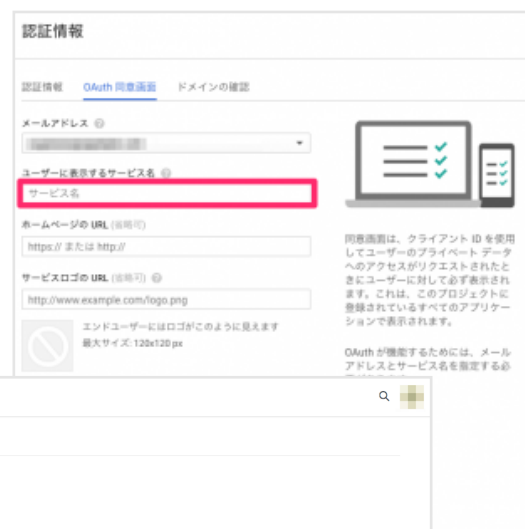 認証情報
認証情報 OAuth 同意画面 ドメインの確認
メールアドレス
ユーザーに表示するサービス名
サービス名
ホームページの URL (省略可)
https:// または http://
サービスロゴの URL (省略可)
http://www.example.com/logo.png
エンドユーザーにはロゴがこのように見えます
最大サイズ: 120x120 px
同意画面は、クライアント ID を使用
してユーザーのプライベート データ
へのアクセスがリクエストされたと
きにユーザーに対して必ず表示され
ます。これは、このプロジェクトに
登録されているすべてのアプリケー
ションで表示されます。
OAuth が機能するためには、メール
アドレスとサービス名を指定する必